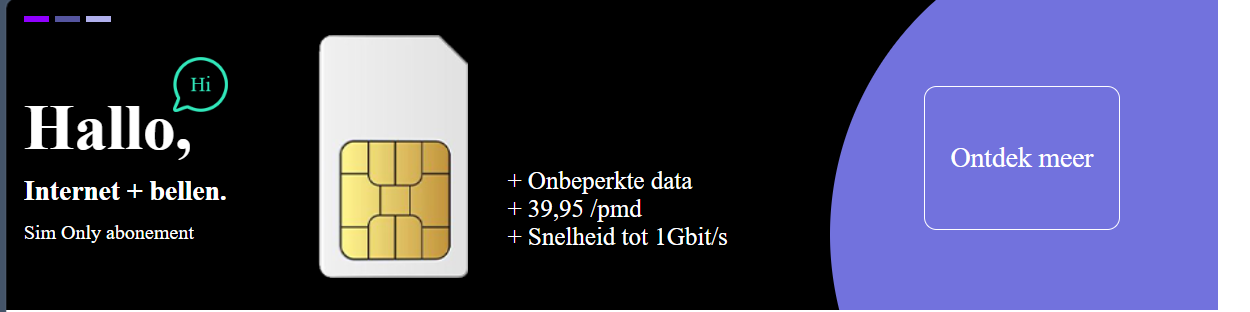 Hi
Hallo,
Internet + bellen.
Sim Only abonement
+ Onbeperkte data
+ 39,95 /pmd
+ Snelheid tot 1Gbit/s
Ontdek meer